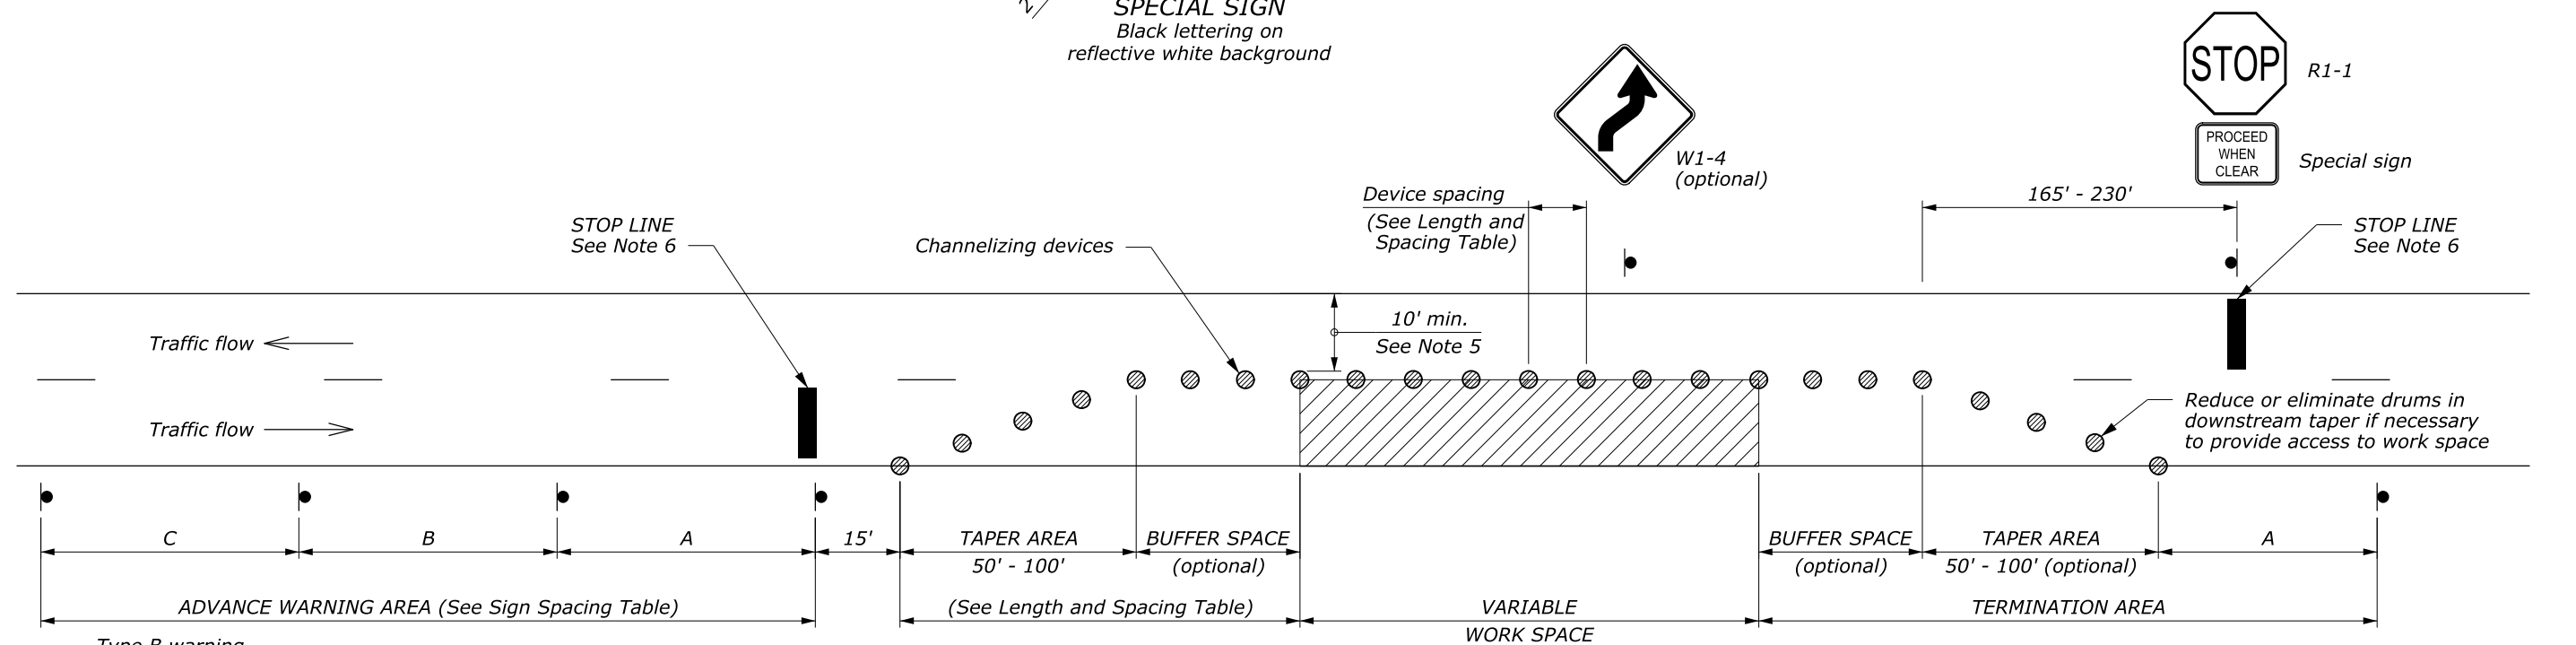 SPECIAL SIGN
Black lettering on
reflective white background
STOP
R1-1
PROCEED
WHEN
CLEAR
Special sign
W1-4
(optional)
Device spacing
(See Length and
Spacing Table)
165' - 230'
STOP LINE
See Note 6
Channelizing devices
STOP LINE
See Note 6
10' min.
See Note 5
Traffic flow
Traffic flow
Reduce or eliminate drums in
downstream taper if necessary
to provide access to work space
C
B
A
15'
TAPER AREA
50' - 100'
BUFFER SPACE
(optional)
BUFFER SPACE
(optional)
TAPER AREA
50' - 100' (optional)
A
ADVANCE WARNING AREA (See Sign Spacing Table)
(See Length and Spacing Table)
VARIABLE
WORK SPACE
TERMINATION AREA
Type B warning